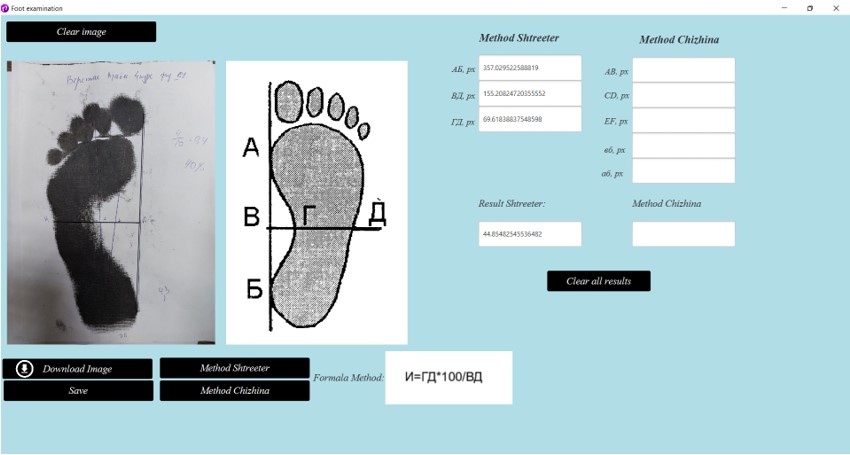 Foot examination
Clear image
Method Shtreeter
Method Chizhina
АБ, px
357.029522588819
ВД, px
155.20824720355552
ГД, px
69.61838837548598
AB, px
CD, px
EF, px
вб, px
аб, px
А
В
Г
Д
Б
Result Shtreeter:
44.85482545536482
Method Chizhina
Clear all results
Download Image
Save
Method Shtreeter
Method Chizhina
Formala Method:
И=ГД*100/ВД